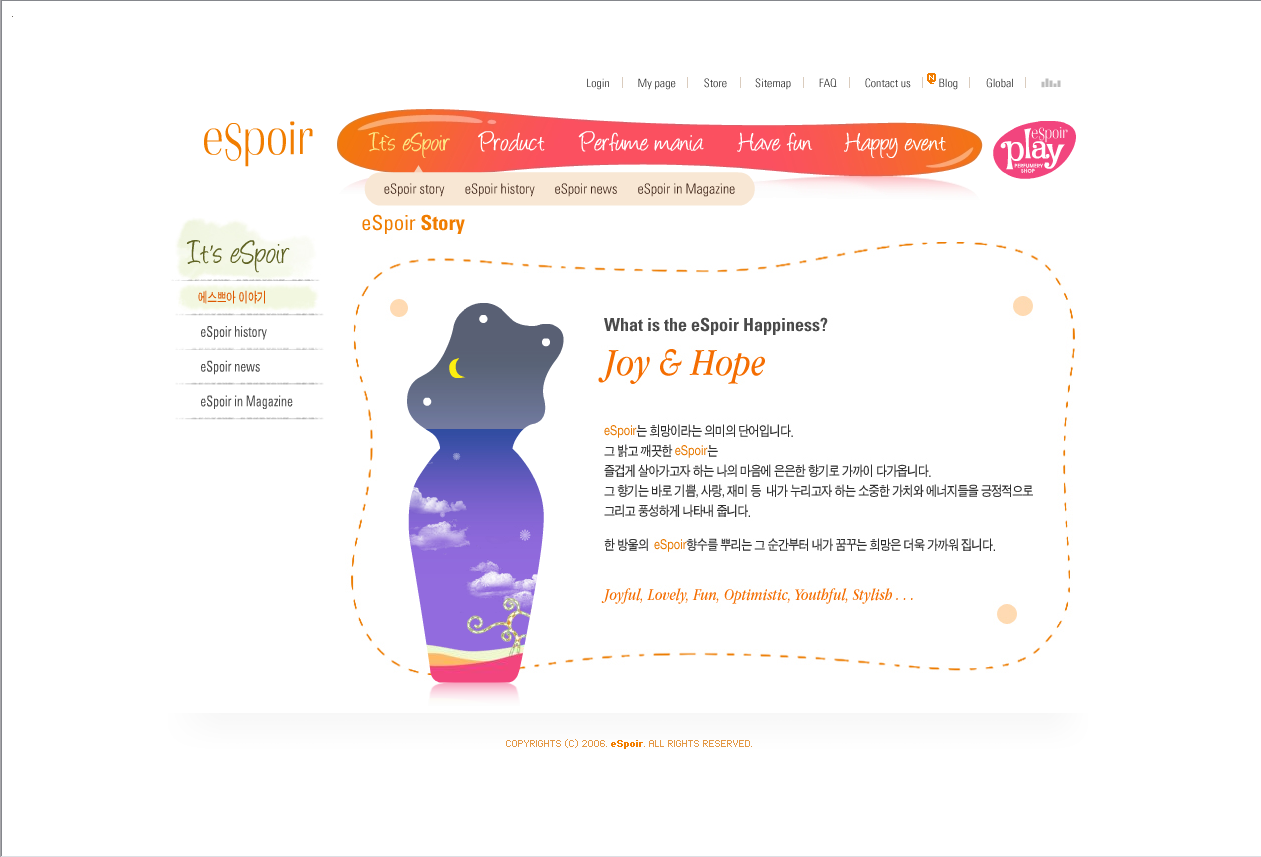 Login
My page
Store
Sitemap
FAQ
Contact us
N
Blog
Global
eSpoir
It's eSpoir
Product
Perfume mania
Have fun
Happy event
eSpoir
play
PERFUMERY
SHOP
eSpoir story
eSpoir history
eSpoir news
eSpoir in Magazine
eSpoir Story
It's eSpoir
에스쁘아 이야기
eSpoir history
eSpoir news
eSpoir in Magazine
What is the eSpoir Happiness?
Joy & Hope
eSpoir는 희망이라는 의미의 단어입니다.
그 밝고 깨끗한 eSpoir는
즐겁게 살아가고자 하는 나의 마음에 은은한 향기로 가까이 다가옵니다.
그 향기는 바로 기쁨, 사랑, 재미 등 내가 누리고자 하는 소중한 가치와 에너지들을 긍정적으로
그리고 풍성하게 나타내 줍니다.
한 방울의 eSpoir향수를 뿌리는 그 순간부터 내가 꿈꾸는 희망은 더욱 가까워 집니다.
Joyful, Lovely, Fun, Optimistic, Youthful, Stylish . . .
COPYRIGHTS (C) 2006. eSpoir. ALL RIGHTS RESERVED.